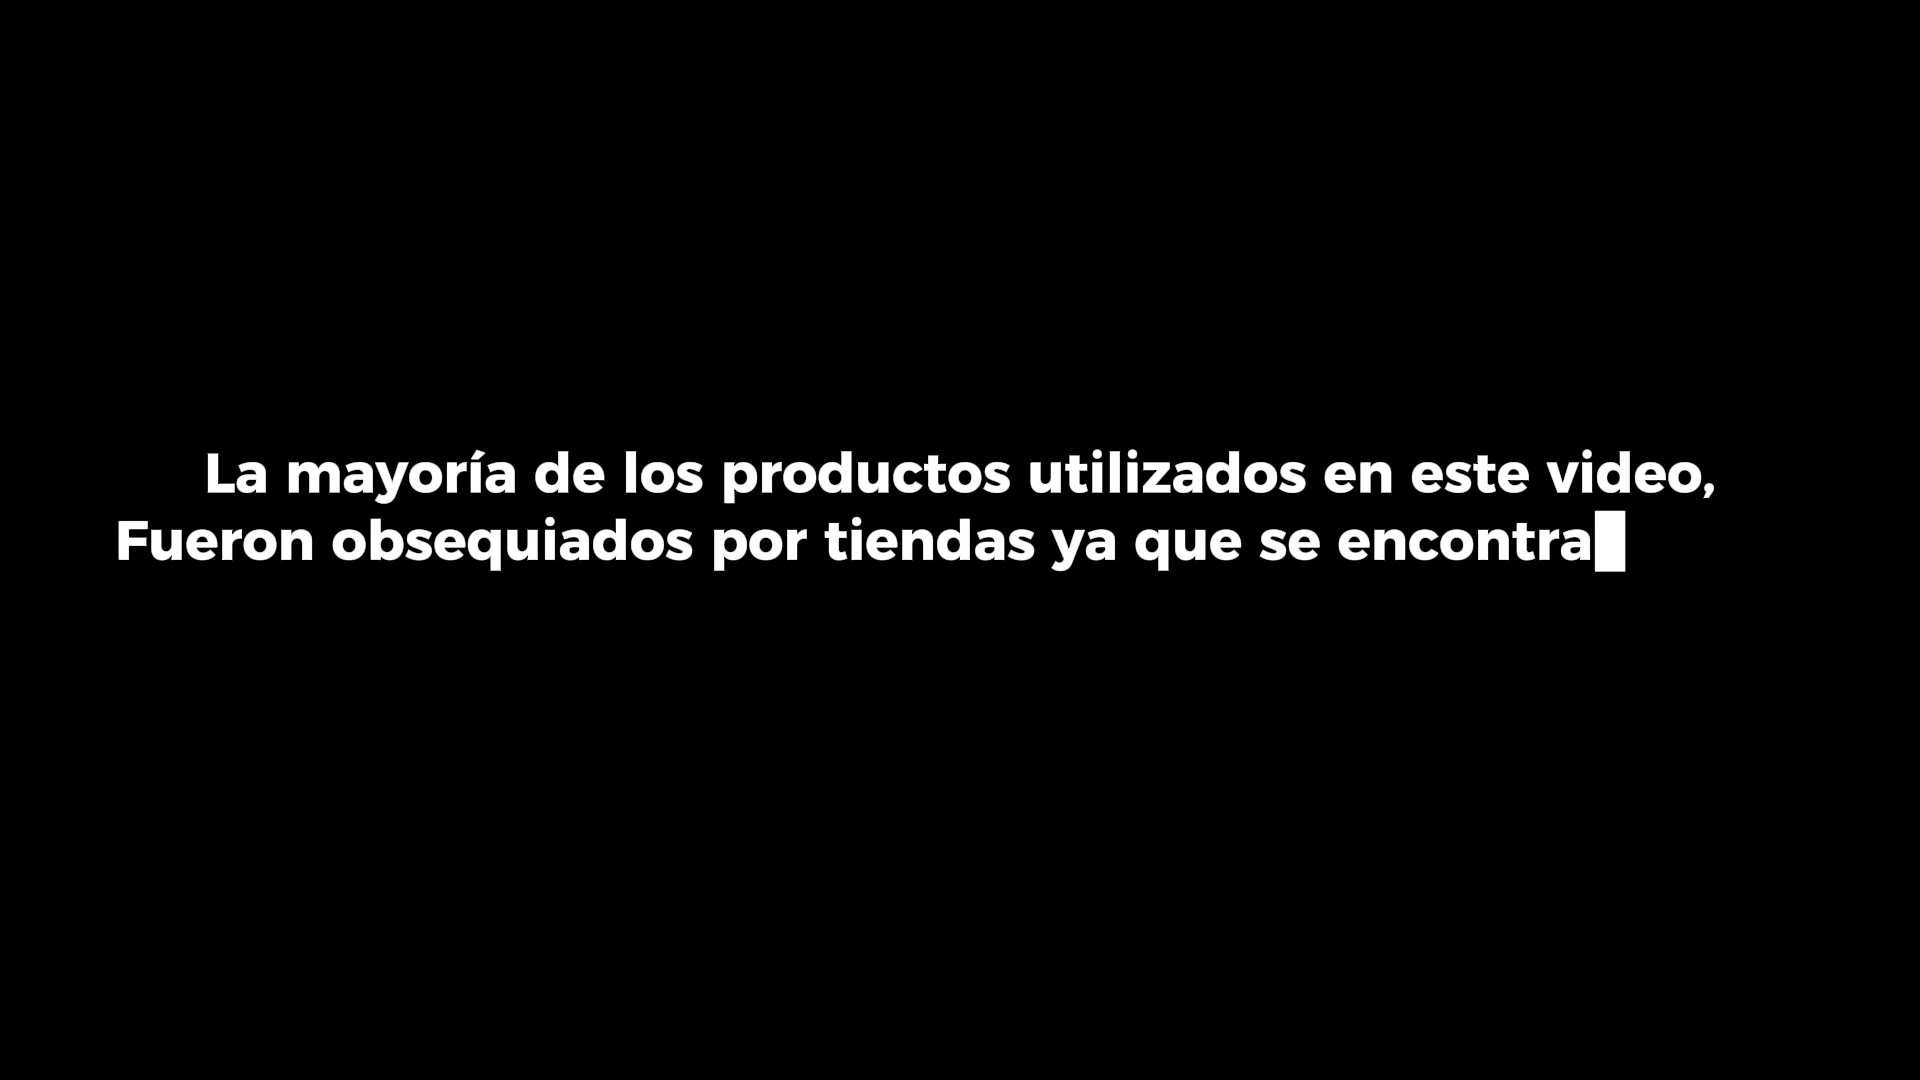 La mayoría de los productos utilizados en este video,
Fueron obsequiados por tiendas ya que se encontra